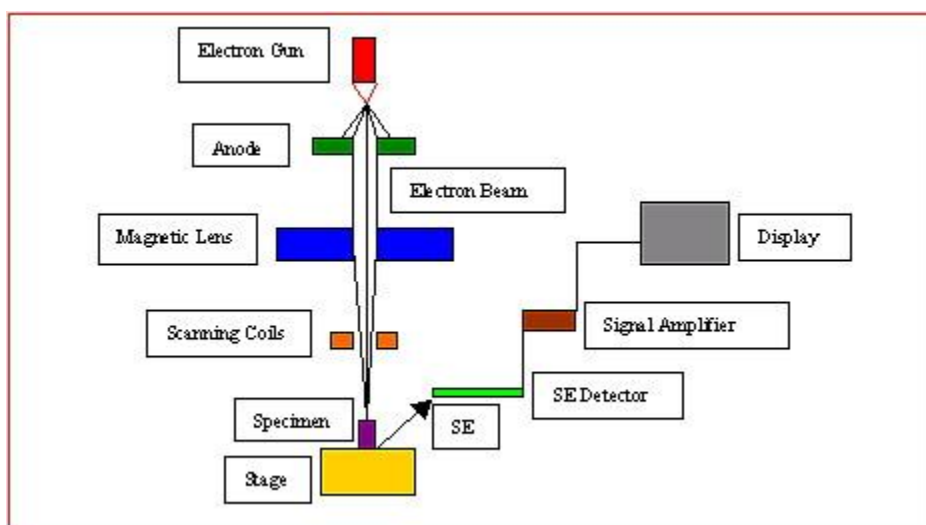 Electron Gun
Anode
Electron Beam
Magnetic Lens
Display
Scanning Coils
Signal Amplifier
SE Detector
Specimen
SE
Stage